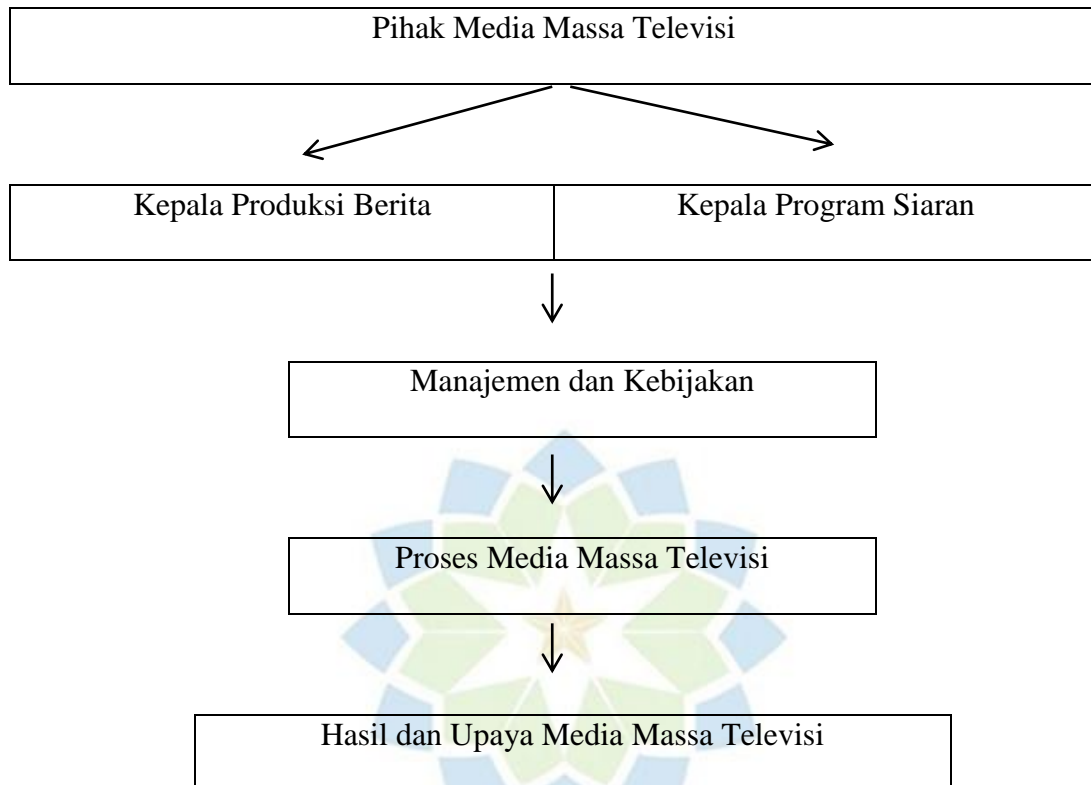 Pihak Media Massa Televisi
Kepala Produksi Berita
Kepala Program Siaran
Manajemen dan Kebijakan
Proses Media Massa Televisi
Hasil dan Upaya Media Massa Televisi